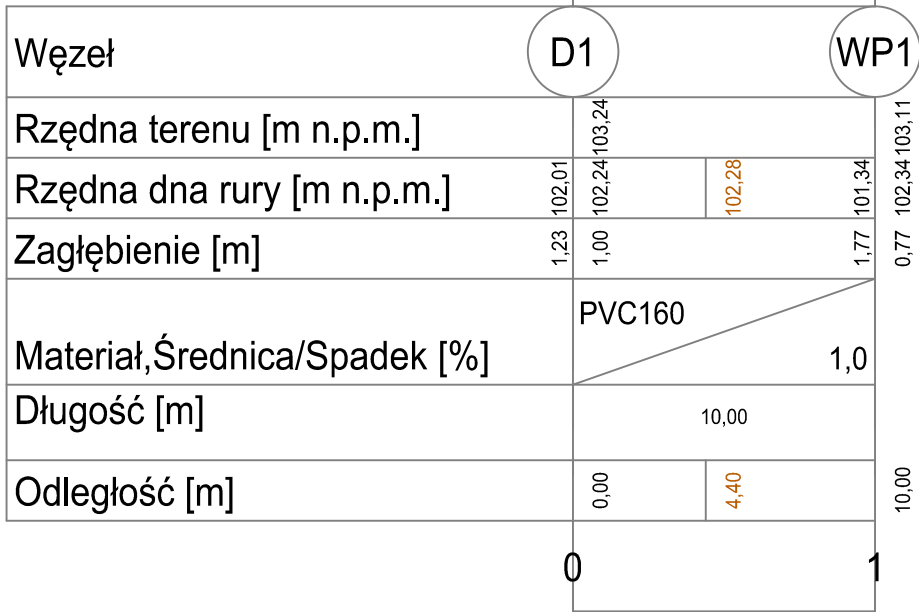 Węzeł D1 WP1
Rzędna terenu [m n.p.m.] 103,24 103,11
Rzędna dna rury [m n.p.m.] 102,01 102,24 102,28 101,34 102,34
Zagłębienie [m] 1,23 1,00 1,77 0,77
PVC160
Materiał,Średnica/Spadek [%] 1,0
Długość [m] 10,00
Odległość [m] 0,00 4,40 10,00
0 1